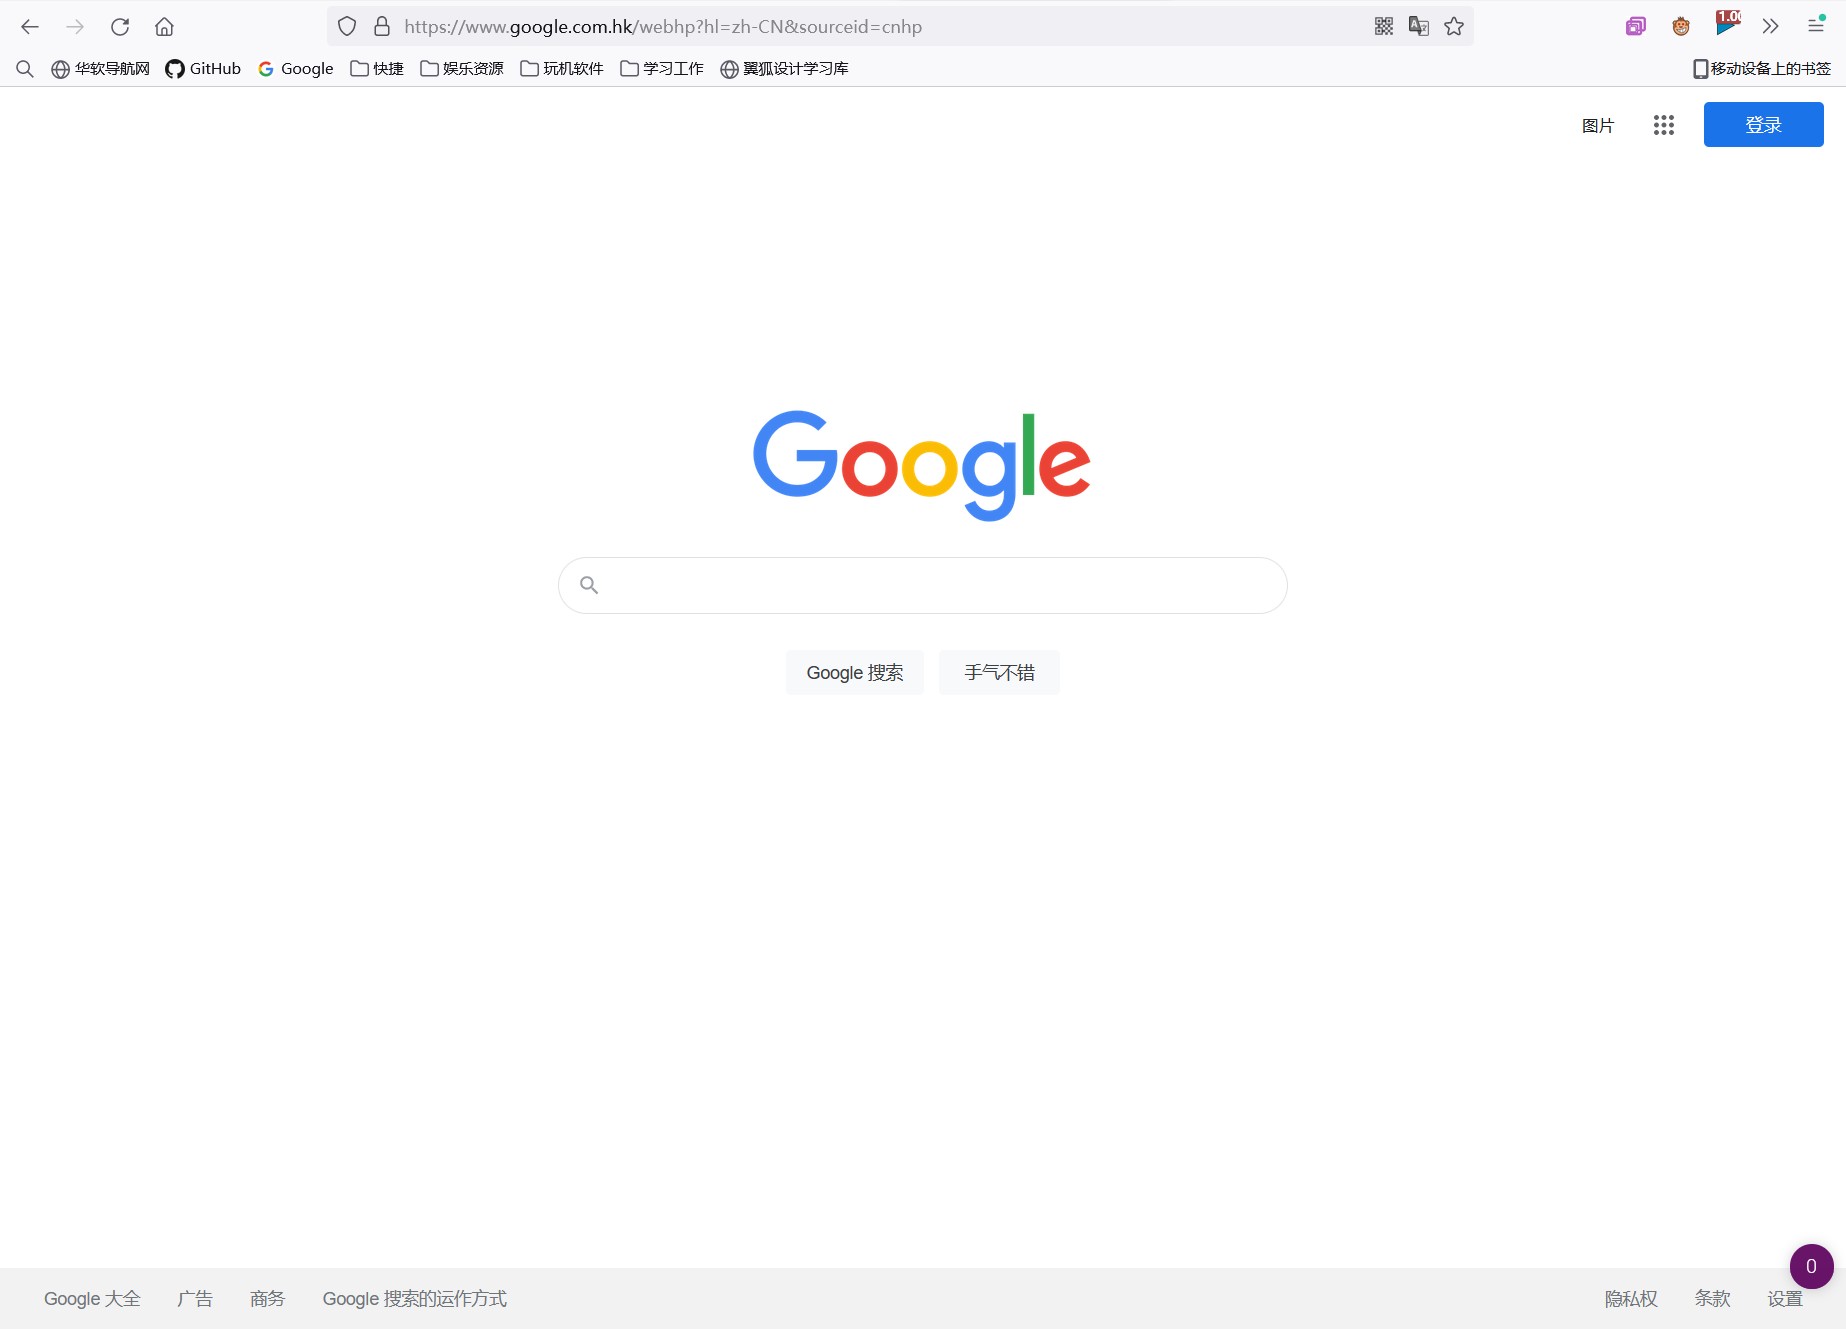 https://www.google.com.hk/webhp?hl=zh-CN&sourceid=cnhp
华软导航网 GitHub Google 快捷 娱乐资源 玩机软件 学习工作 翼狐设计学习库 移动设备上的书签
图片 登录
Google
Google 搜索 手气不错
0
Google 大全 广告 商务 Google 搜索的运作方式 隐私权 条款 设置